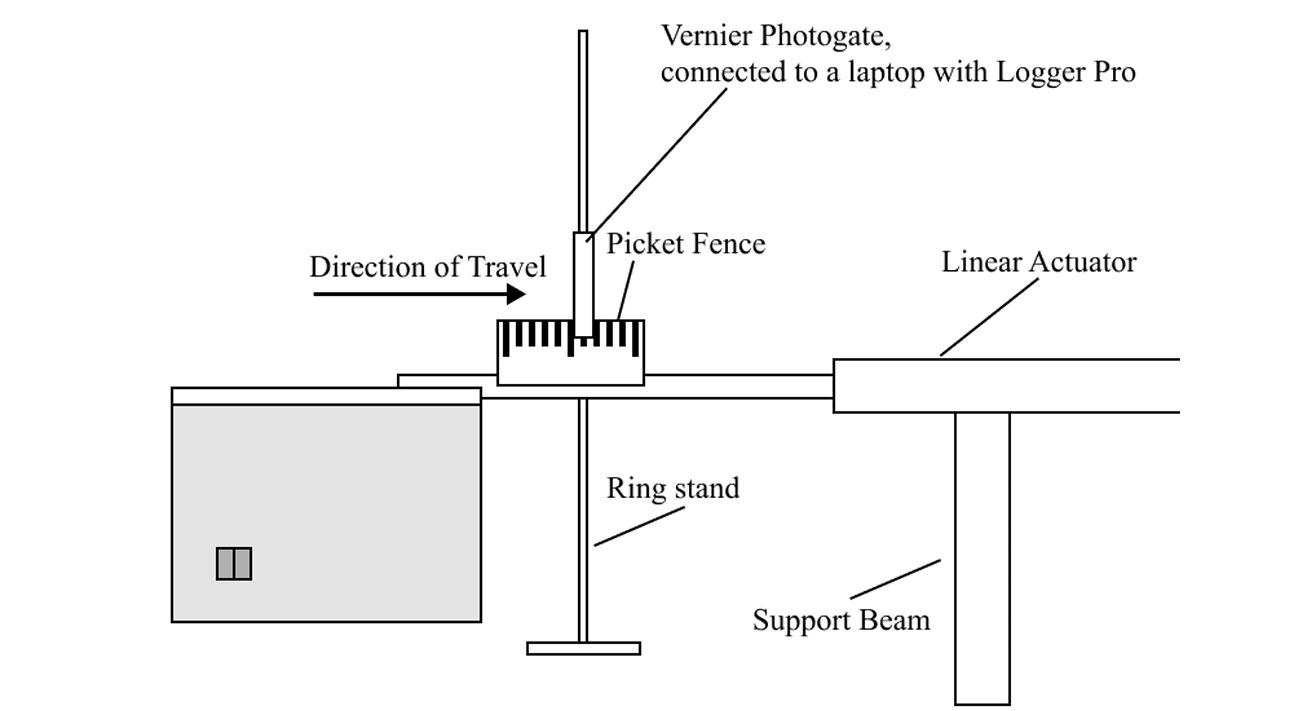 Vernier Photogate,
connected to a laptop with Logger Pro
Picket Fence
Direction of Travel
Linear Actuator
Ring stand
Support Beam